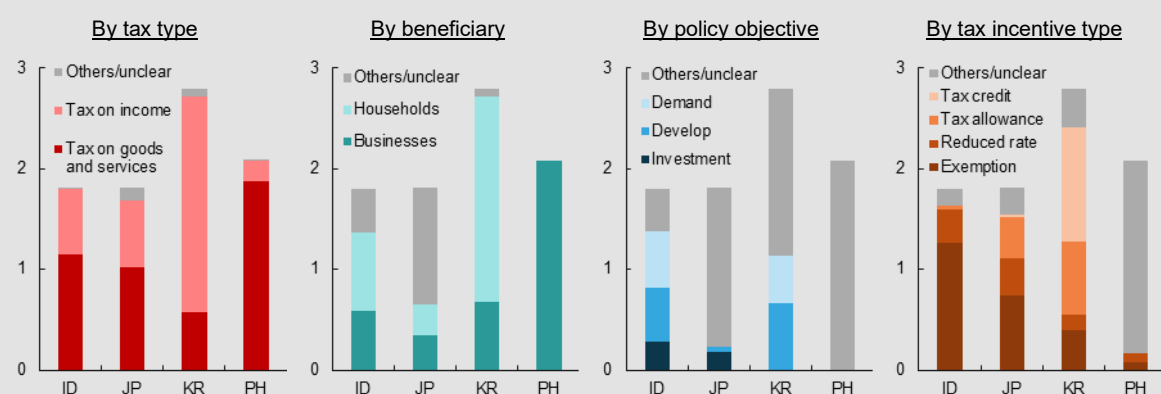 By tax type
3
Others/unclear
Tax on income
Tax on goods
and services
2
1
0
ID JP KR PH
By beneficiary
3
Others/unclear
Households
Businesses
2
1
0
ID JP KR PH
By policy objective
3
Others/unclear
Demand
Develop
Investment
2
1
0
ID JP KR PH
By tax incentive type
3
Others/unclear
Tax credit
Tax allowance
Reduced rate
Exemption
2
1
0
ID JP KR PH